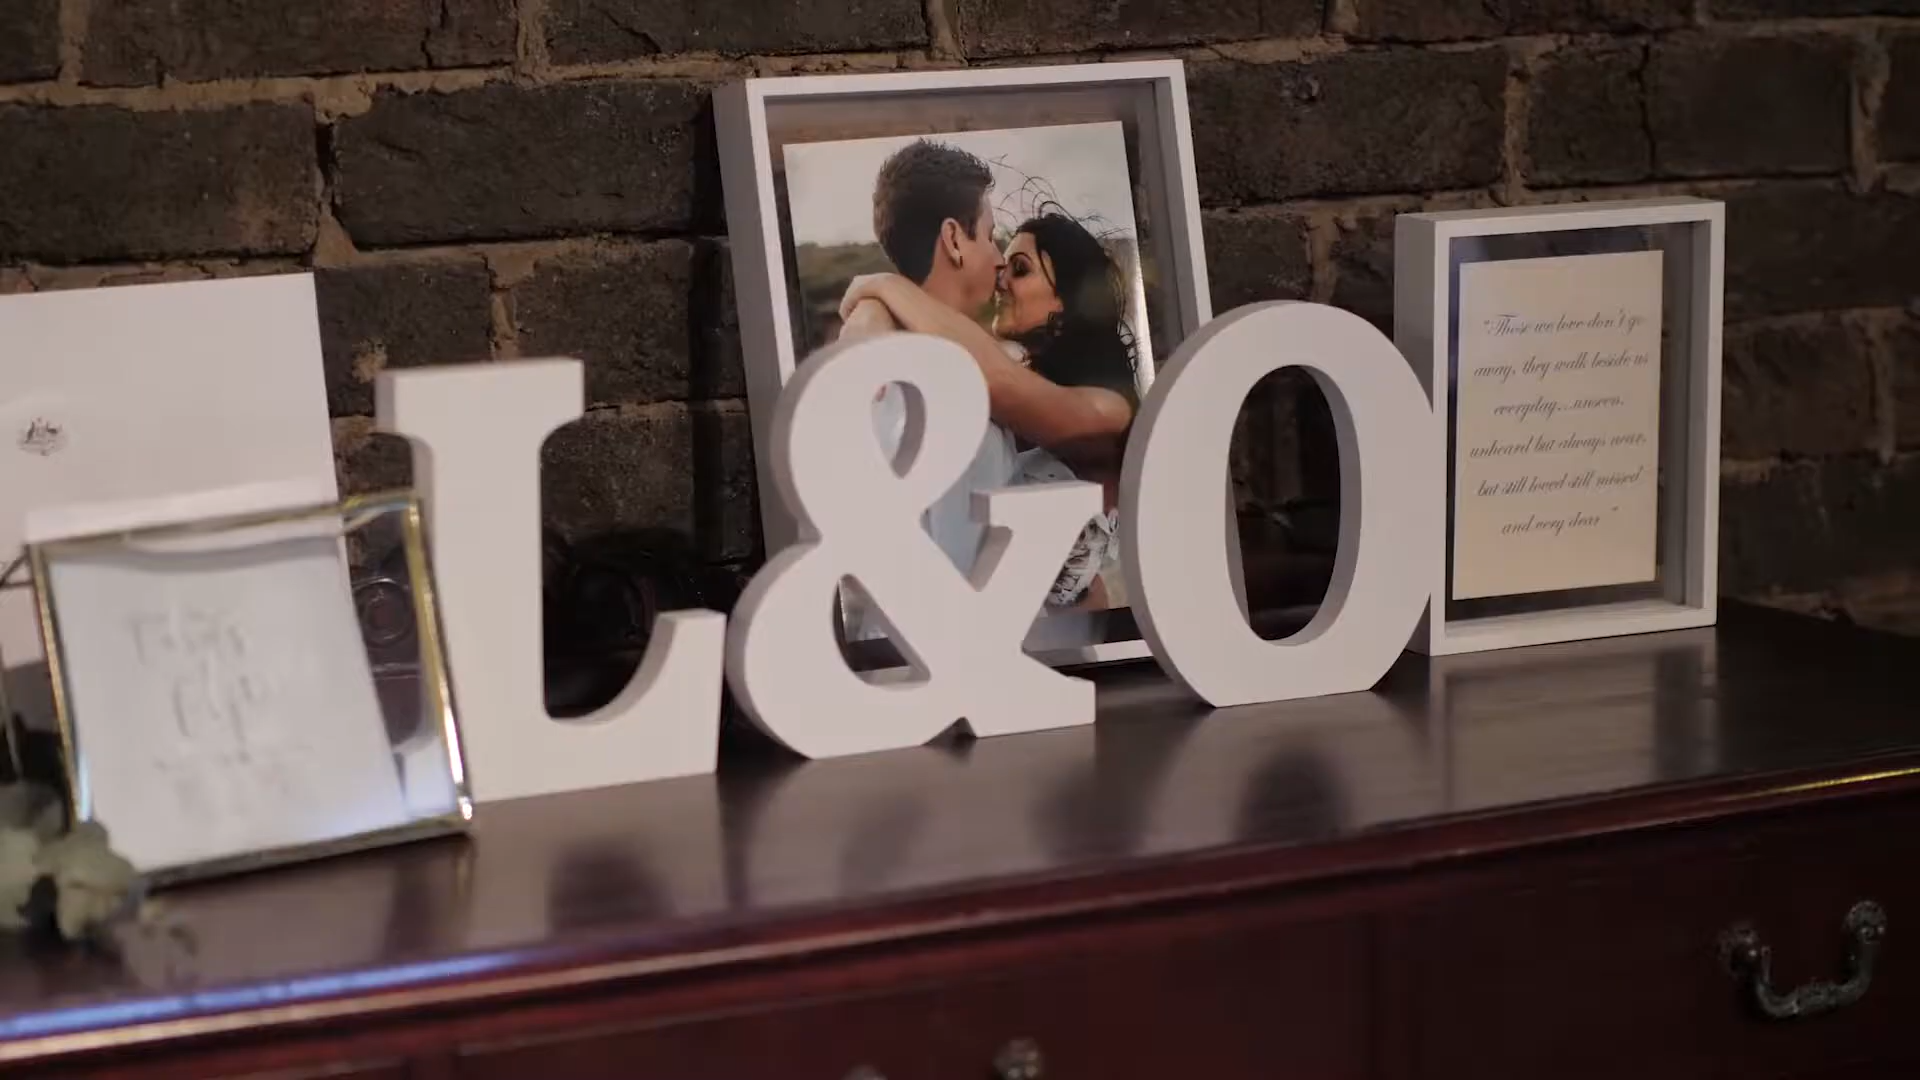 L&O
"Those we love don't go
away, they walk beside us
everyday...unseen,
unheard but always near,
but still loved still missed
and very dear "